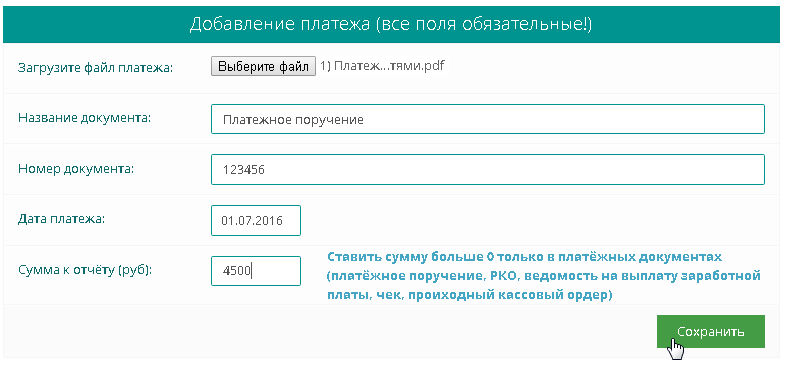 Добавление платежа (все поля обязательные!)
Загрузите файл платежа: Выберите файл 1) Платеж...тями.pdf
Название документа: Платежное поручение
Номер документа: 123456
Дата платежа: 01.07.2016
Сумма к отчёту (руб): 4500 Ставить сумму больше 0 только в платёжных документах
(платёжное поручение, РКО, ведомость на выплату заработной
платы, чек, проиходный кассовый ордер)
Сохранить